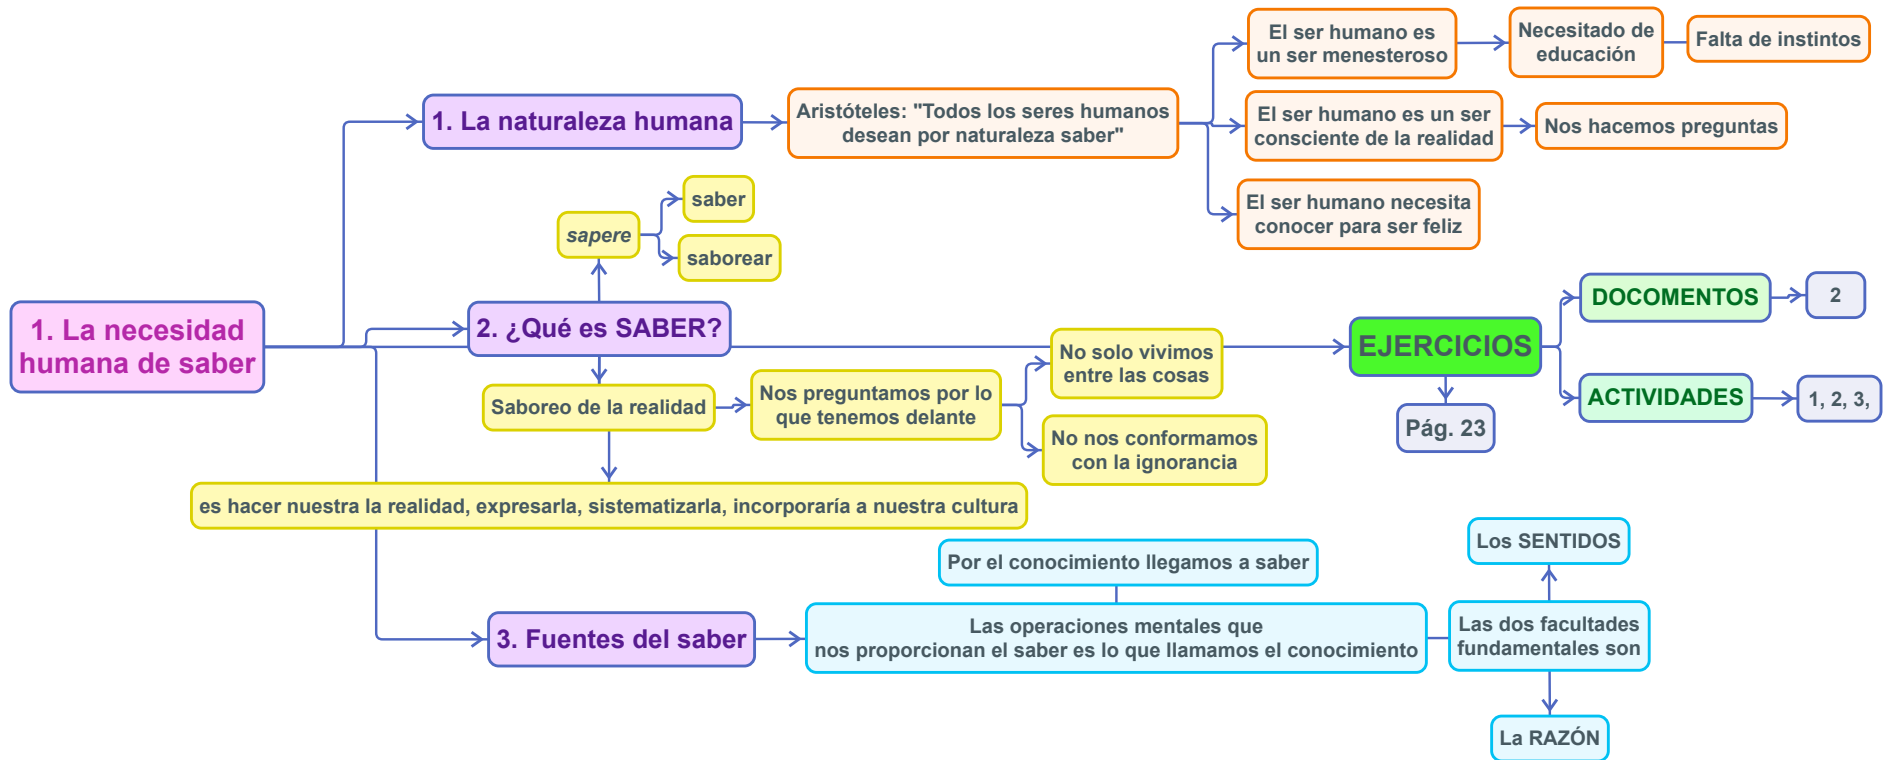 1. La necesidad
humana de saber
1. La naturaleza humana
Aristóteles: "Todos los seres humanos
desean por naturaleza saber"
El ser humano es
un ser menesteroso
Necesitado de
educación
Falta de instintos
El ser humano es un ser
consciente de la realidad
Nos hacemos preguntas
El ser humano necesita
conocer para ser feliz
2. ¿Qué es SABER?
sapere
saber
saborear
Saboreo de la realidad
Nos preguntamos por lo
que tenemos delante
No solo vivimos
entre las cosas
No nos conformamos
con la ignorancia
es hacer nuestra la realidad, expresarla, sistematizarla, incorporaría a nuestra cultura
EJERCICIOS
Pág. 23
DOCOMENTOS
2
ACTIVIDADES
1, 2, 3,
3. Fuentes del saber
Por el conocimiento llegamos a saber
Las operaciones mentales que
nos proporcionan el saber es lo que llamamos el conocimiento
Las dos facultades
fundamentales son
Los SENTIDOS
La RAZÓN